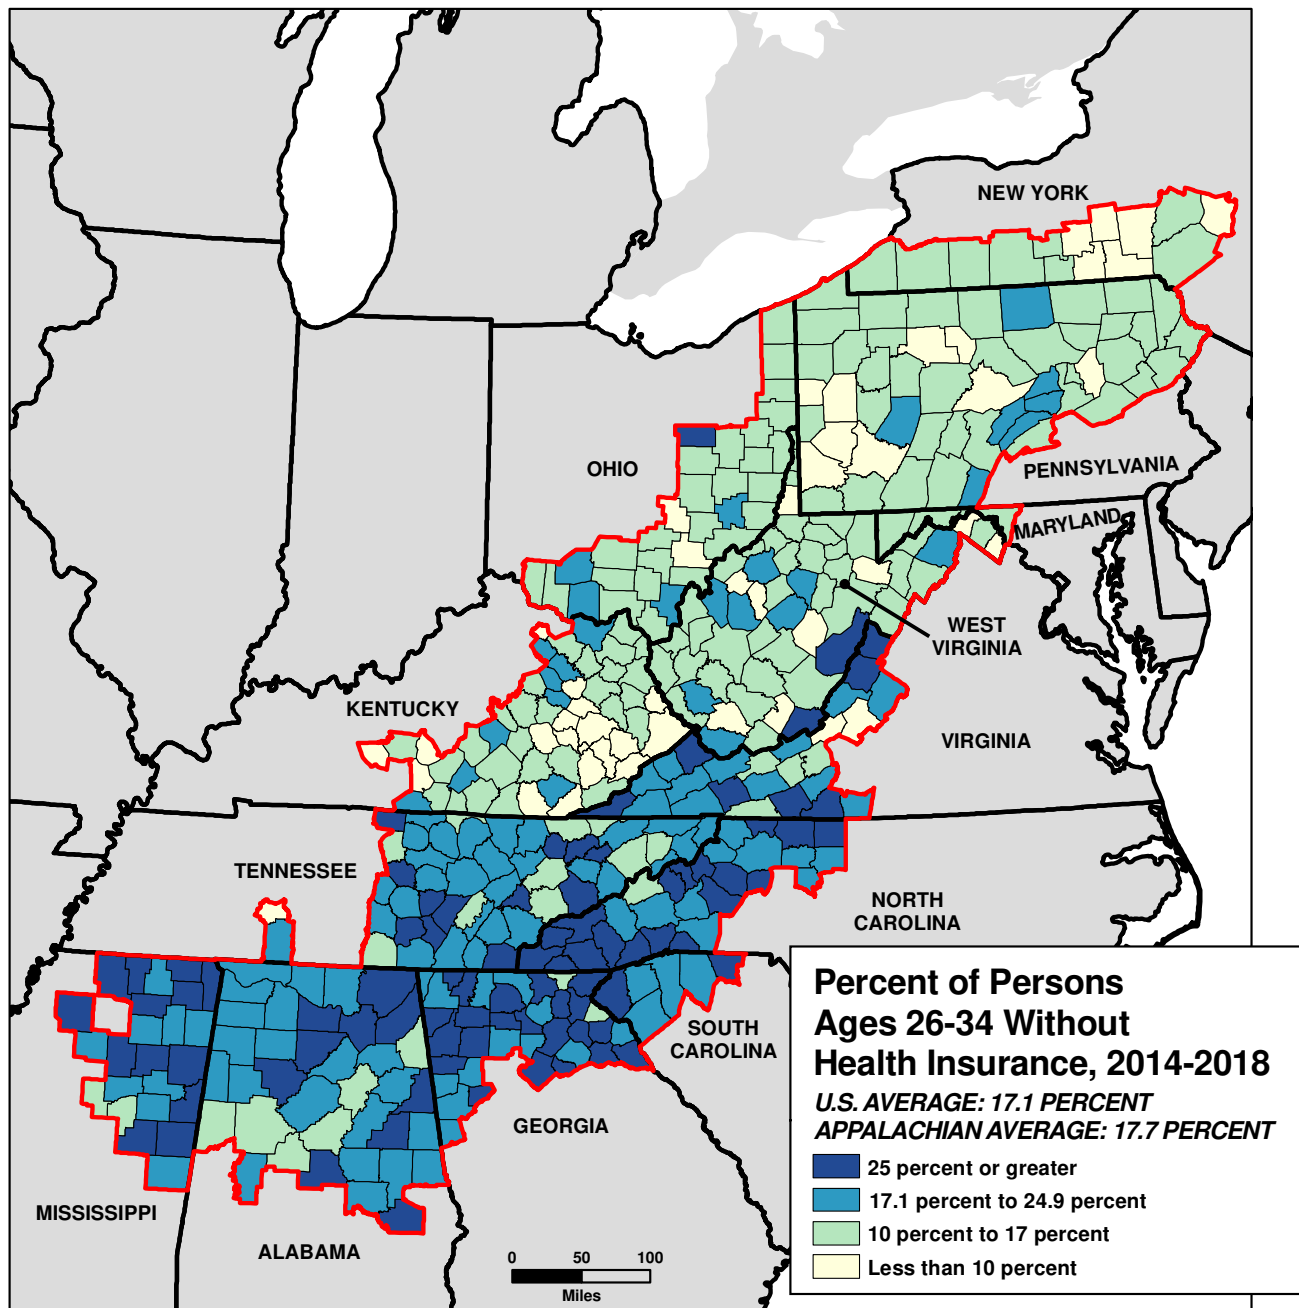 NEW YORK
OHIO
PENNSYLVANIA
MARYLAND
WEST
VIRGINIA
KENTUCKY
VIRGINIA
TENNESSEE
NORTH
CAROLINA
SOUTH
CAROLINA
GEORGIA
MISSISSIPPI
ALABAMA
0 50 100
Miles
Percent of Persons
Ages 26-34 Without
Health Insurance, 2014-2018
U.S. AVERAGE: 17.1 PERCENT
APPALACHIAN AVERAGE: 17.7 PERCENT
25 percent or greater
17.1 percent to 24.9 percent
10 percent to 17 percent
Less than 10 percent